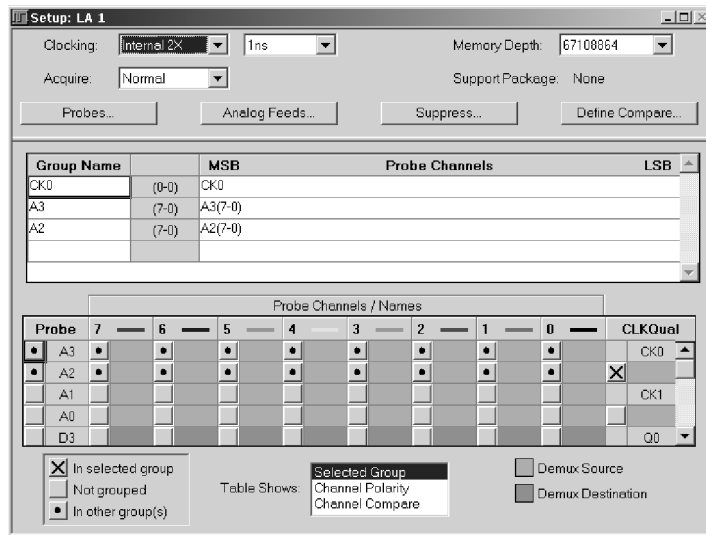 Setup: LA 1
Clocking: Internal 2X 1ns Memory Depth: 67108864
Acquire: Normal Support Package: None
Probes... Analog Feeds... Suppress... Define Compare...
Group Name MSB Probe Channels LSB
CK0 (0-0) CK0
A3 (7-0) A3(7-0)
A2 (7-0) A2(7-0)
Probe Channels / Names
Probe 7 6 5 4 3 2 1 0 CLKQual
A3 CK0
A2
A1 CK1
A0
D3 Q0
In selected group
Not grouped
In other group(s)
Table Shows:
Selected Group
Channel Polarity
Channel Compare
Demux Source
Demux Destination